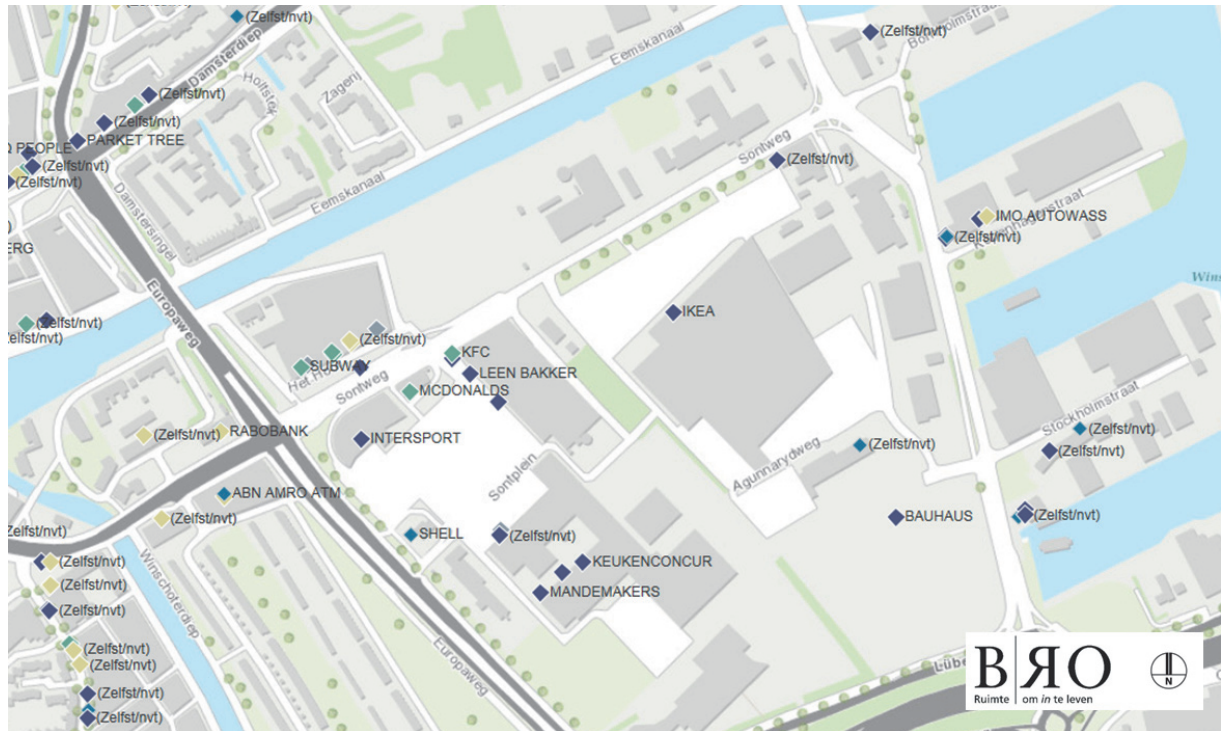 (Zelfst/nvt)
Damsterdiep
Eemskanaal
(Zelfst/nvt)
Bornholmstraat
Holtstek
Zagerij
(Zelfst/nvt)
(Zelfst/nvt)
PARKET TREE
PEOPLE
(Zelfst/nvt)
(Zelfst/nvt)
Sontweg
(Zelfst/nvt)
Damstersingel
Eemskanaal
IMO AUTOWASS
(Zelfst/nvt)
ERG
Europaweg
IKEA
(Zelfst/nvt)
(Zelfst/nvt)
KFC
SUBWAY
LEEN BAKKER
Sontweg
MCDONALDS
Stockholmstraat
(Zelfst/nvt)
RABOBANK
INTERSPORT
(Zelfst/nvt)
(Zelfst/nvt)
(Zelfst/nvt)
Sontplein
Agunnarydweg
ABN AMRO ATM
(Zelfst/nvt)
BAUHAUS
(Zelfst/nvt)
SHELL
(Zelfst/nvt)
(Zelfst/nvt)
KEUKENCONCUR
Winschoterdiep
MANDEMAKERS
(Zelfst/nvt)
(Zelfst/nvt)
(Zelfst/nvt)
(Zelfst/nvt)
Europaweg
(Zelfst/nvt)
(Zelfst/nvt)
BRO
Ruimte om in te leven
N